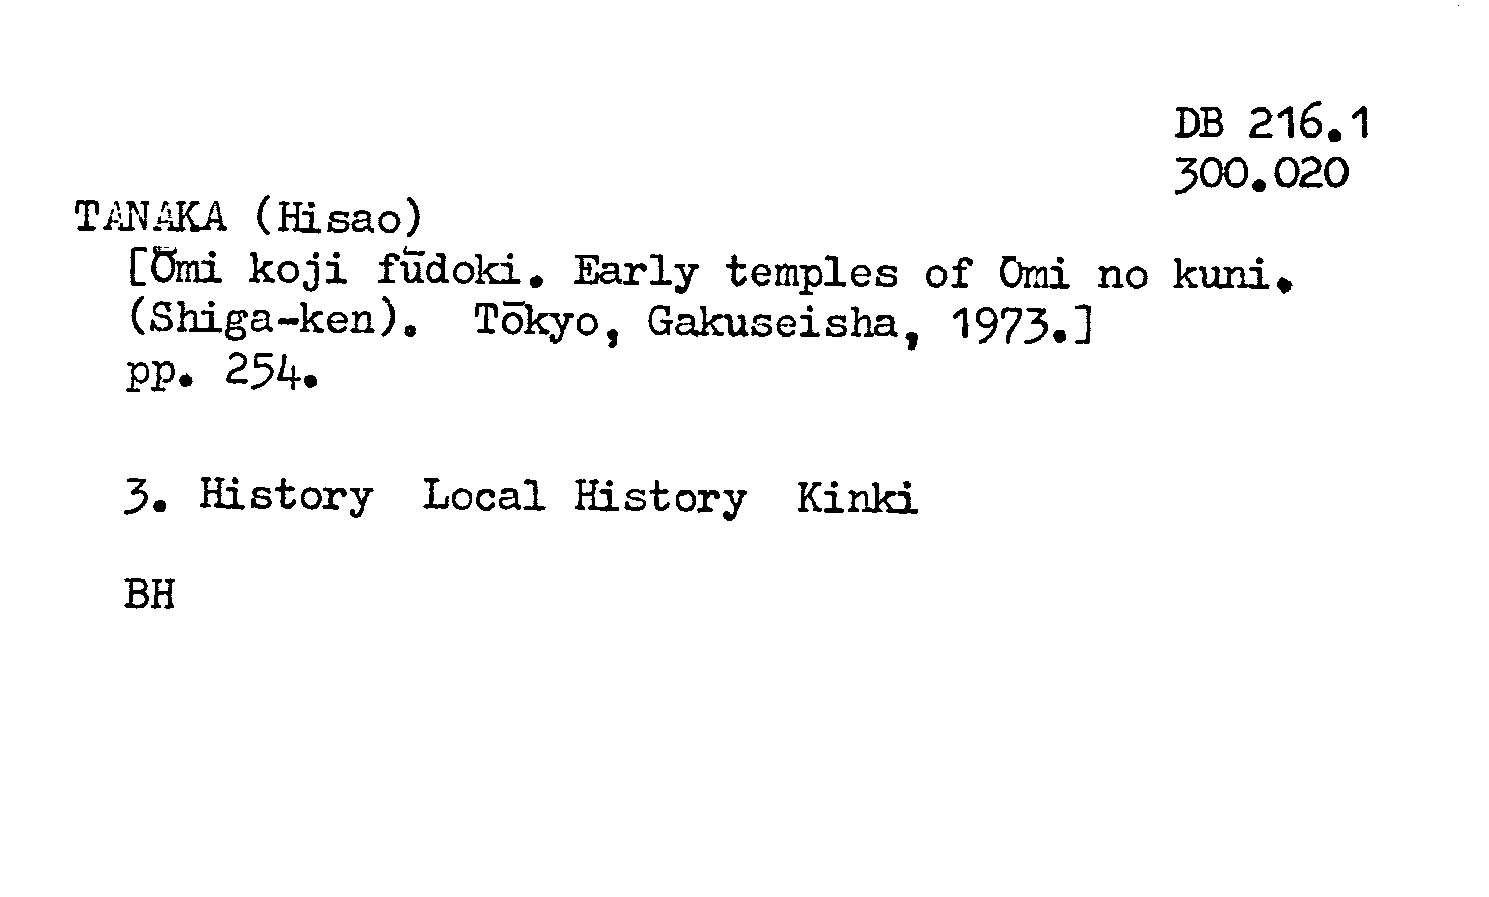 DB 216.1
300.020
TANAKA (Hisao)
[Ōmi koji fūdoki. Early temples of Ōmi no kuni.
(Shiga-ken). Tōkyo, Gakuseisha, 1973.]
pp. 254.
3. History Local History Kinki
BH